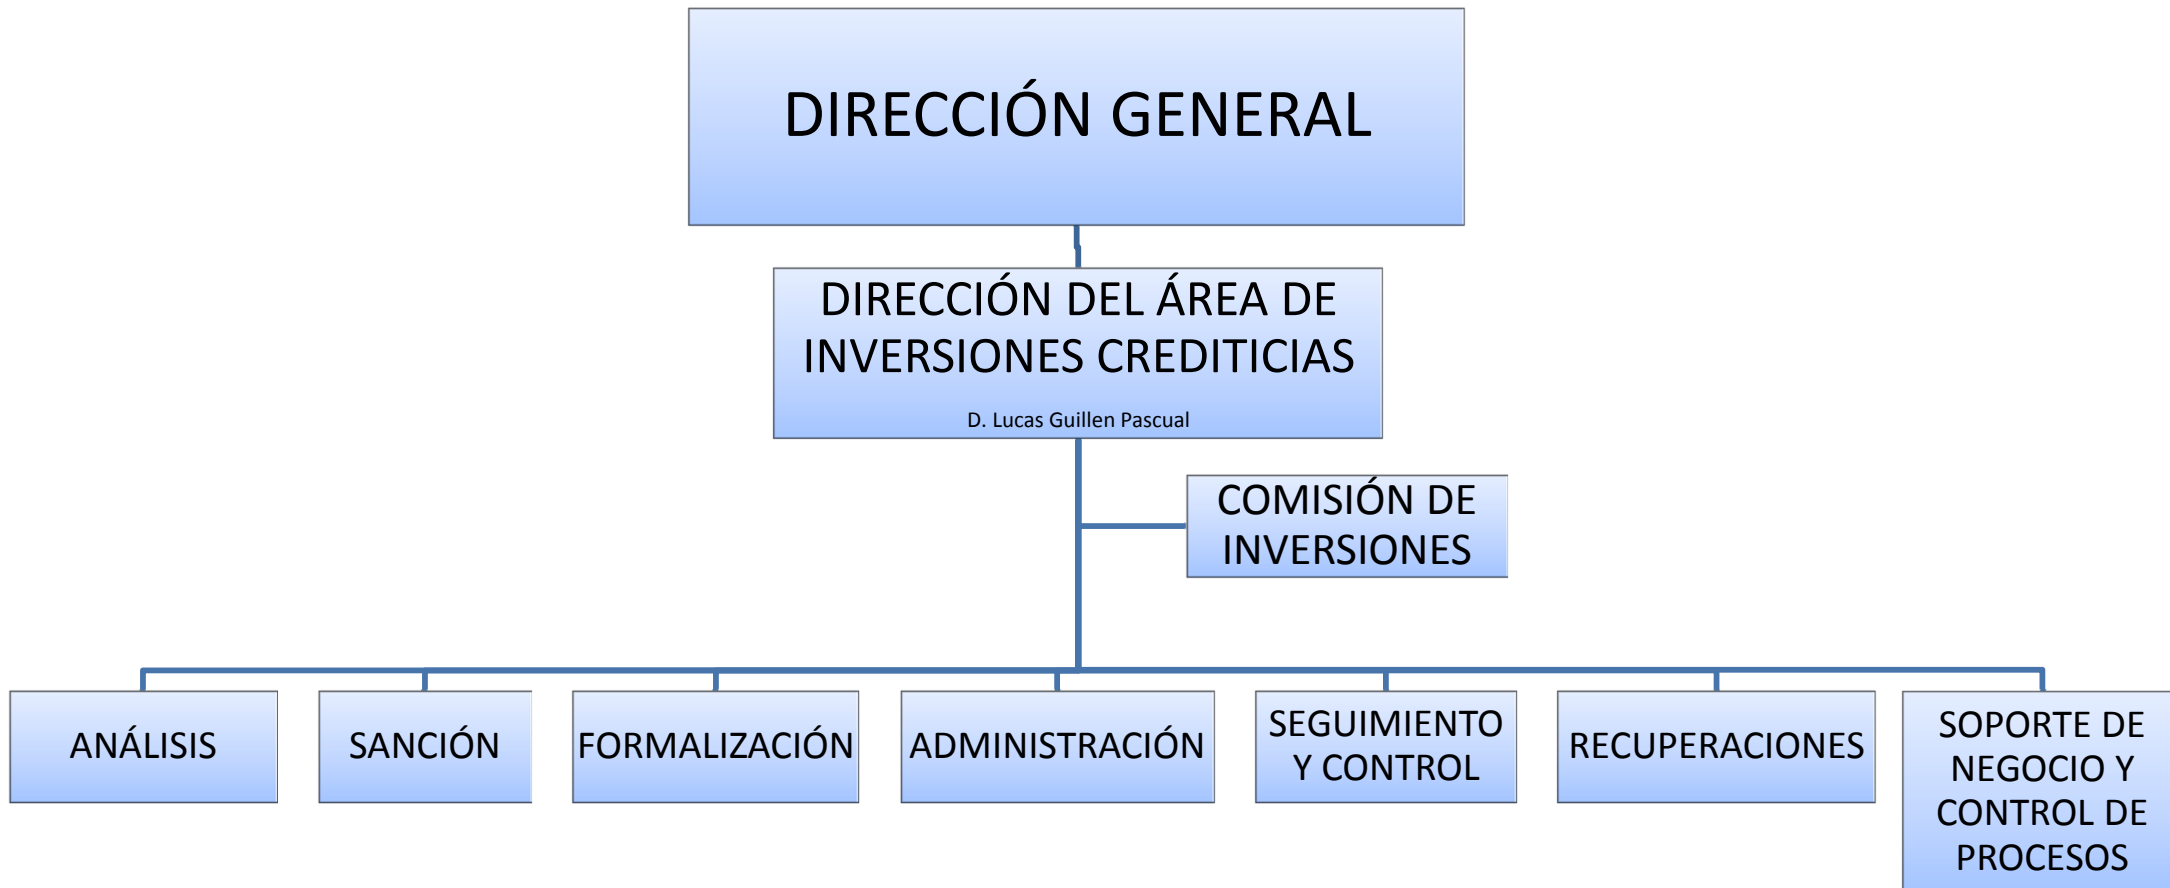 DIRECCIÓN GENERAL
DIRECCIÓN DEL ÁREA DE
INVERSIONES CREDITICIAS
D. Lucas Guillen Pascual
COMISIÓN DE
INVERSIONES
ANÁLISIS
SANCIÓN
FORMALIZACIÓN
ADMINISTRACIÓN
SEGUIMIENTO
Y CONTROL
RECUPERACIONES
SOPORTE DE
NEGOCIO Y
CONTROL DE
PROCESOS